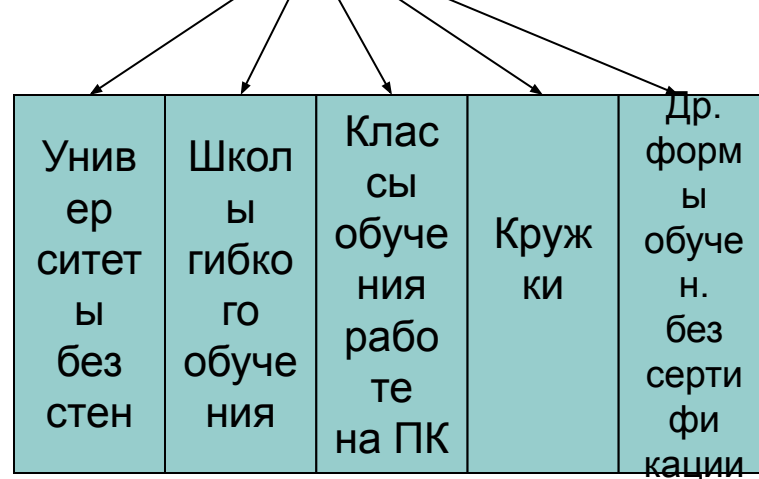 Унив
ер
ситет
ы
без
стен
Школ
ы
гибко
го
обуче
ния
Клас
сы
обуче
ния
рабо
те
на ПК
Круж
ки
Др.
форм
ы
обуче
н.
без
серти
фи
кации